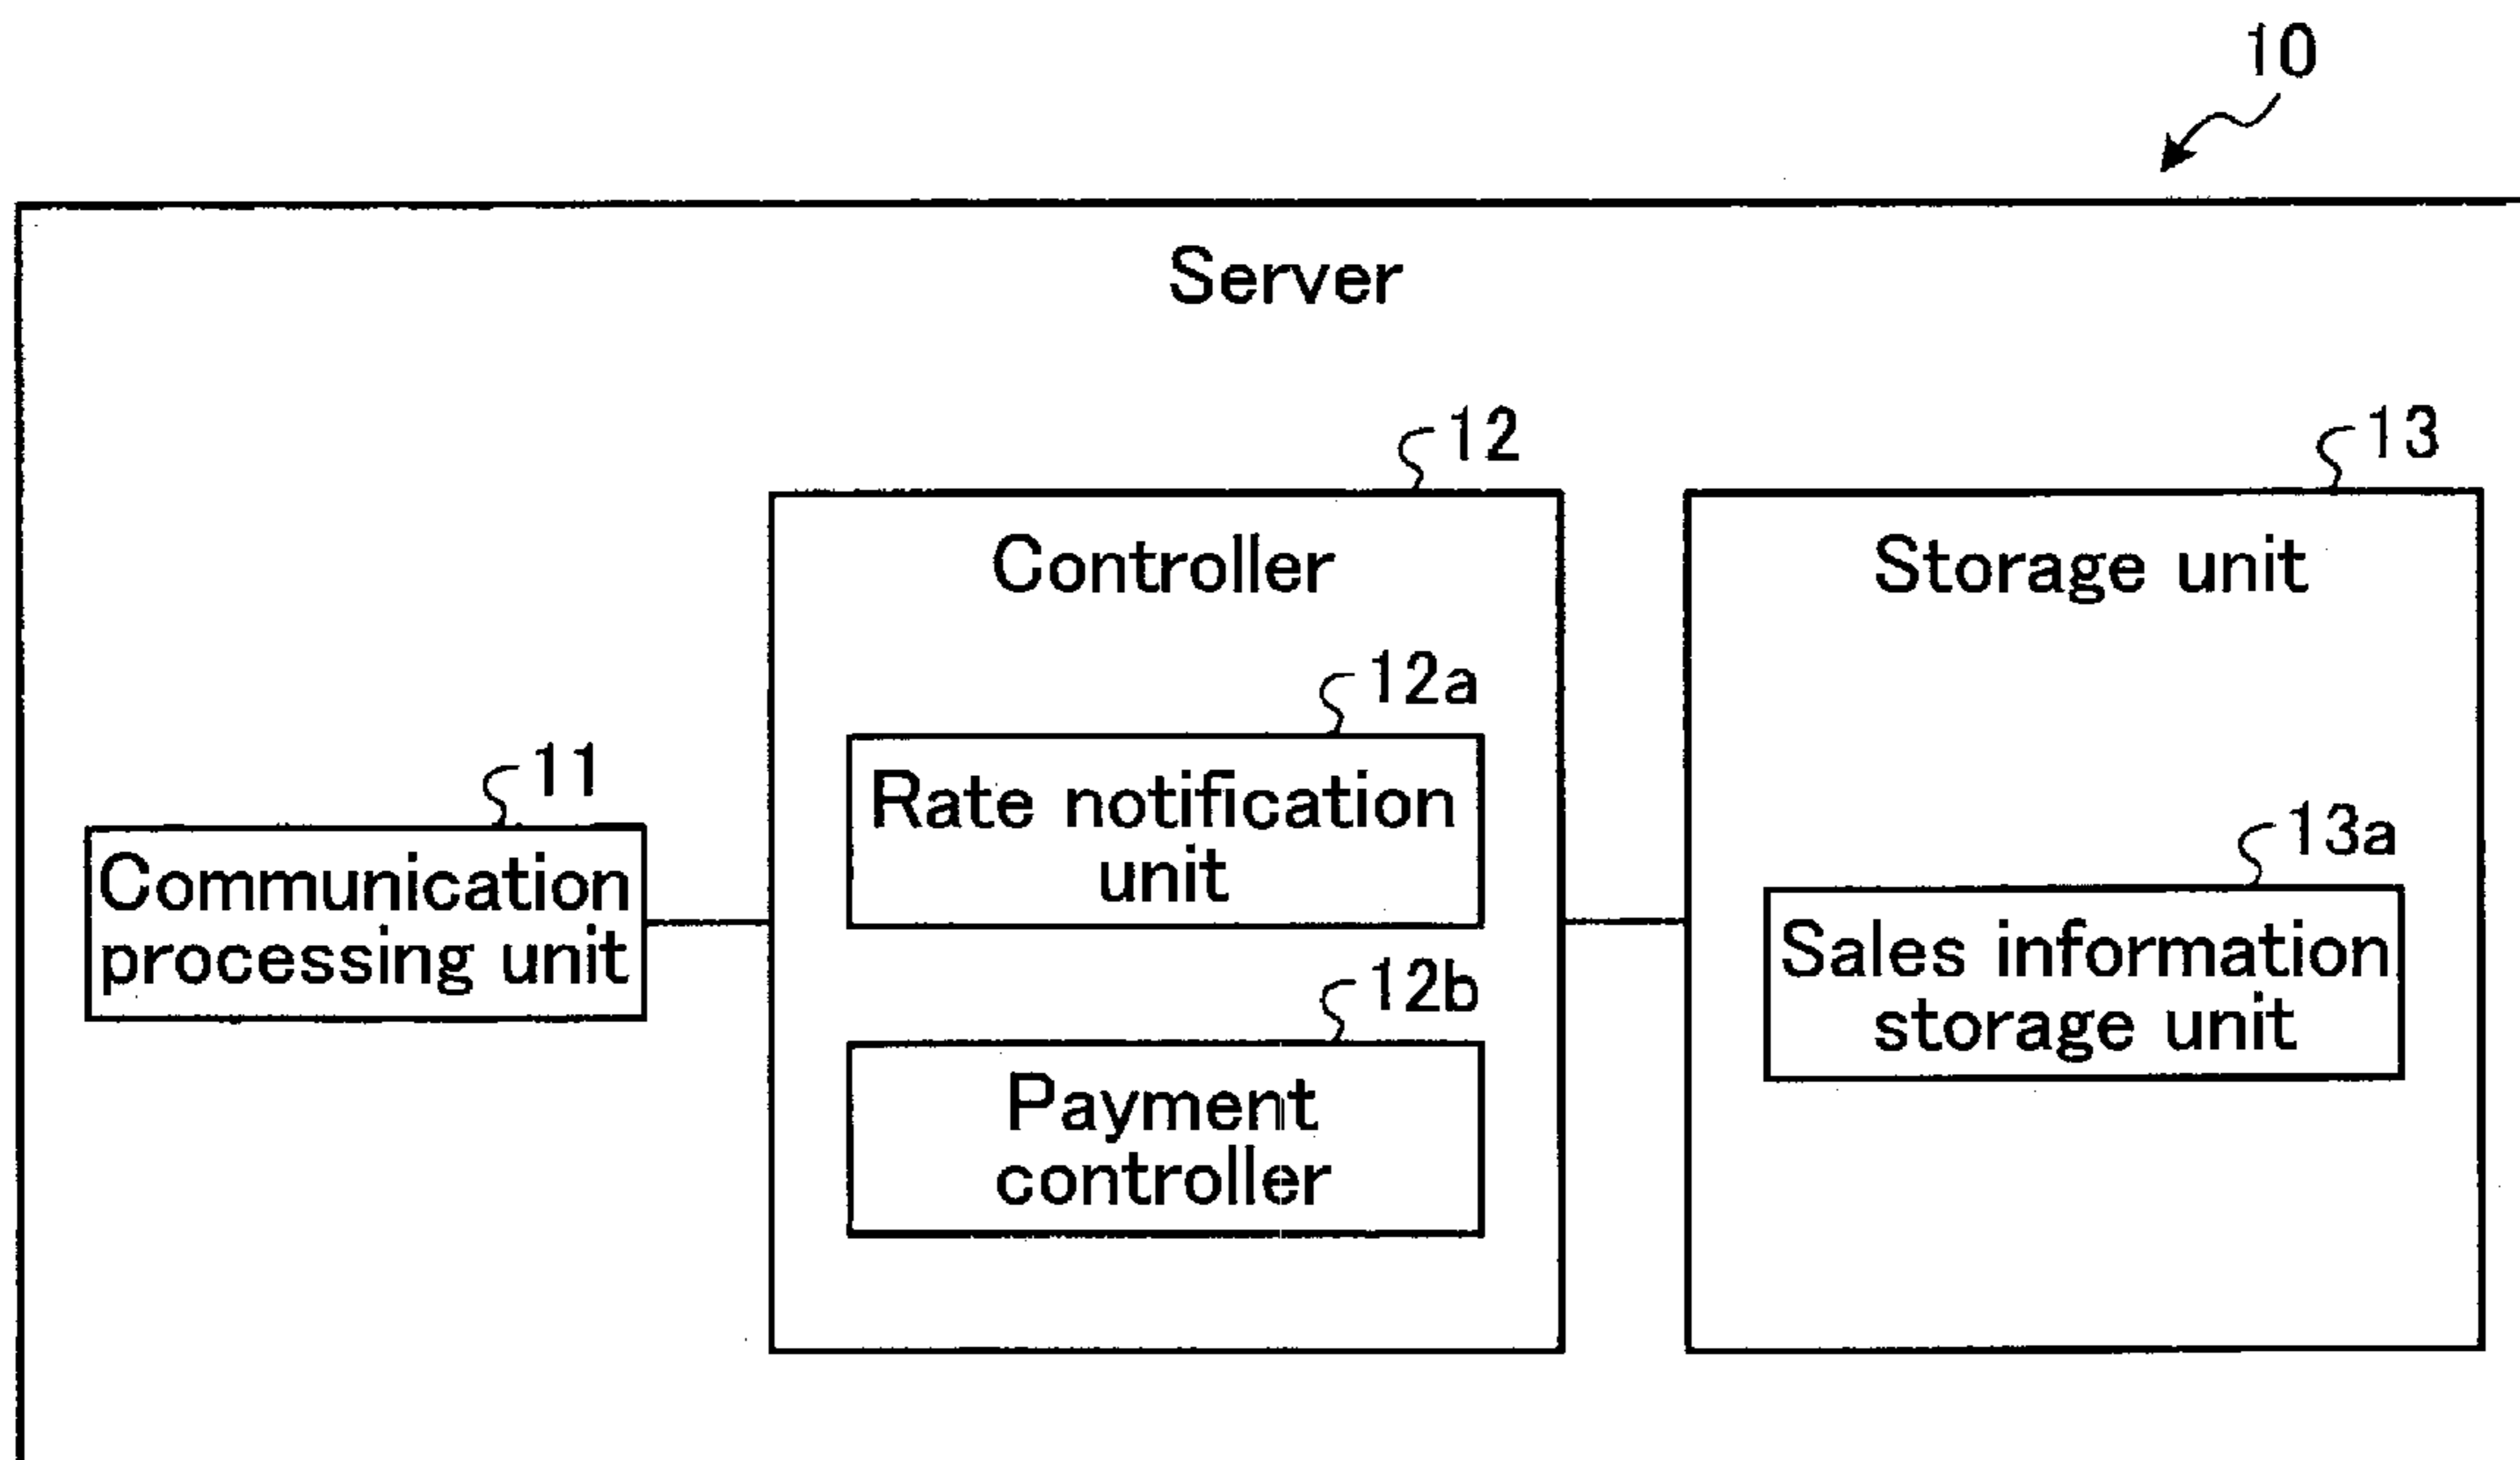 10
Server
12
13
Controller
Storage unit
12a
Rate notification
unit
11
Communication
processing unit
13a
Sales information
storage unit
12b
Payment
controller